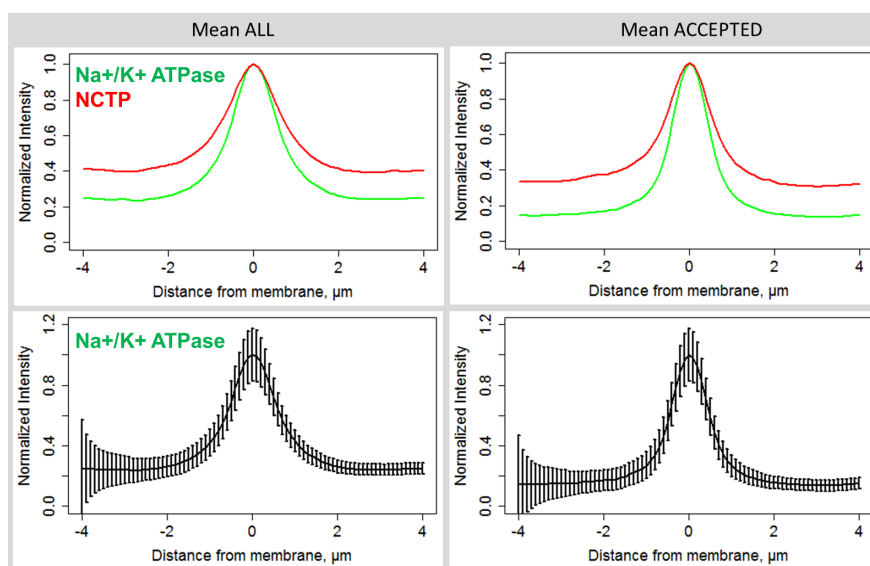 Mean ALL
Mean ACCEPTED
Na+/K+ ATPase
NCTP
Normalized Intensity
0.0 0.2 0.4 0.6 0.8 1.0
-4 -2 0 2 4
Distance from membrane, µm
Normalized Intensity
0.0 0.2 0.4 0.6 0.8 1.0
-4 -2 0 2 4
Distance from membrane, µm
Na+/K+ ATPase
Normalized Intensity
0.0 0.4 0.8 1.2
-4 -2 0 2 4
Distance from membrane, µm
Normalized Intensity
0.0 0.4 0.8 1.2
-4 -2 0 2 4
Distance from membrane, µm